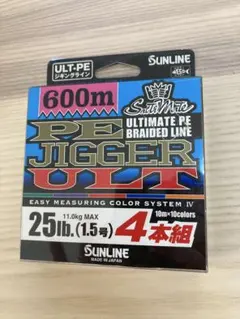 ULT-PE
ジギングライン
SUNLINE
600m
SaltiMate
ULTIMATE PE
BRAIDED LINE
PE
JIGGER
ULT
EASY MEASURING COLOR SYSTEM IV
11.0kg MAX
10m×10colors
25lb.(1.5号)
4本組
SUNLINE
MADE IN JAPAN